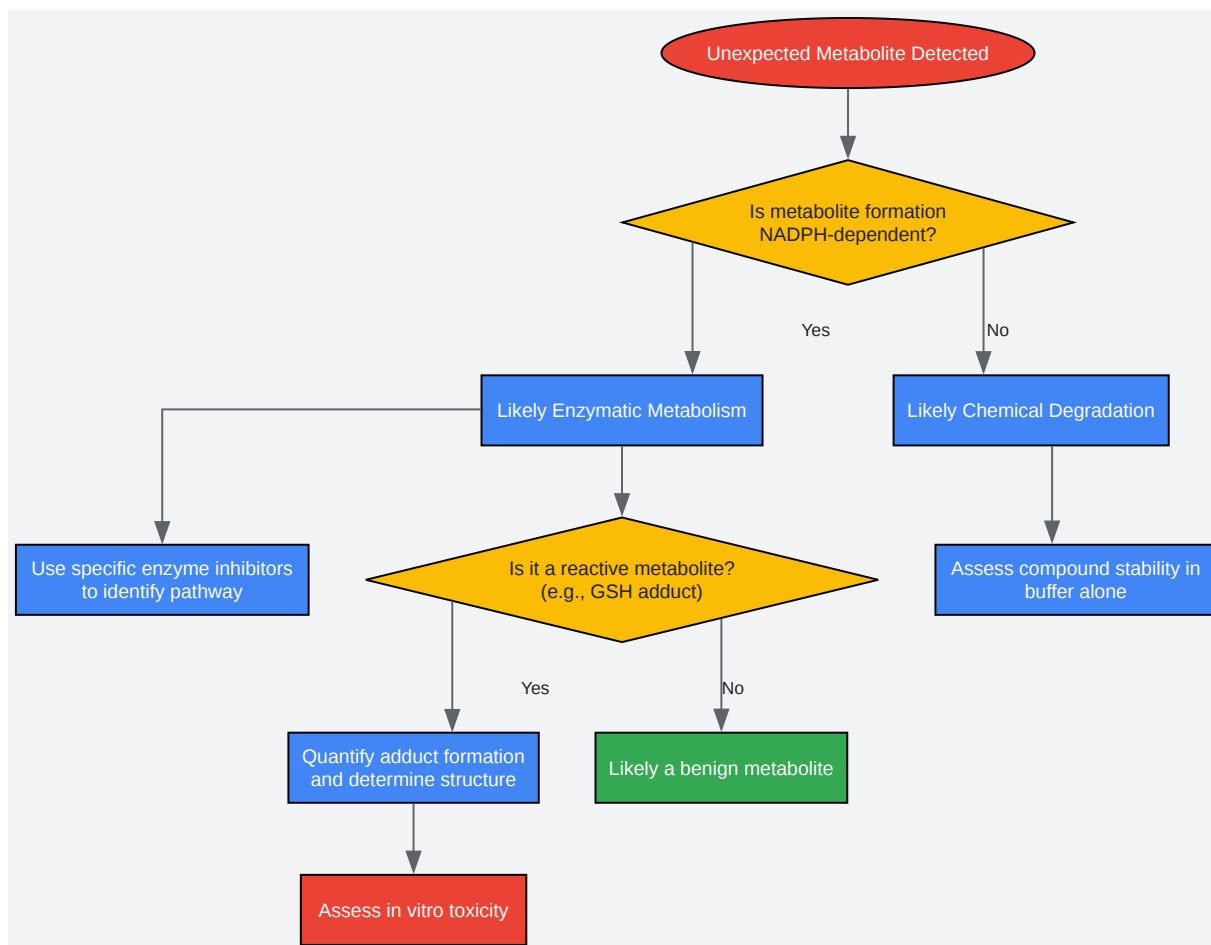 Unexpected Metabolite Detected
Is metabolite formation
NADPH-dependent?
Yes
No
Likely Enzymatic Metabolism
Likely Chemical Degradation
Use specific enzyme inhibitors
to identify pathway
Is it a reactive metabolite?
(e.g., GSH adduct)
Assess compound stability in
buffer alone
Yes
No
Quantify adduct formation
and determine structure
Likely a benign metabolite
Assess in vitro toxicity